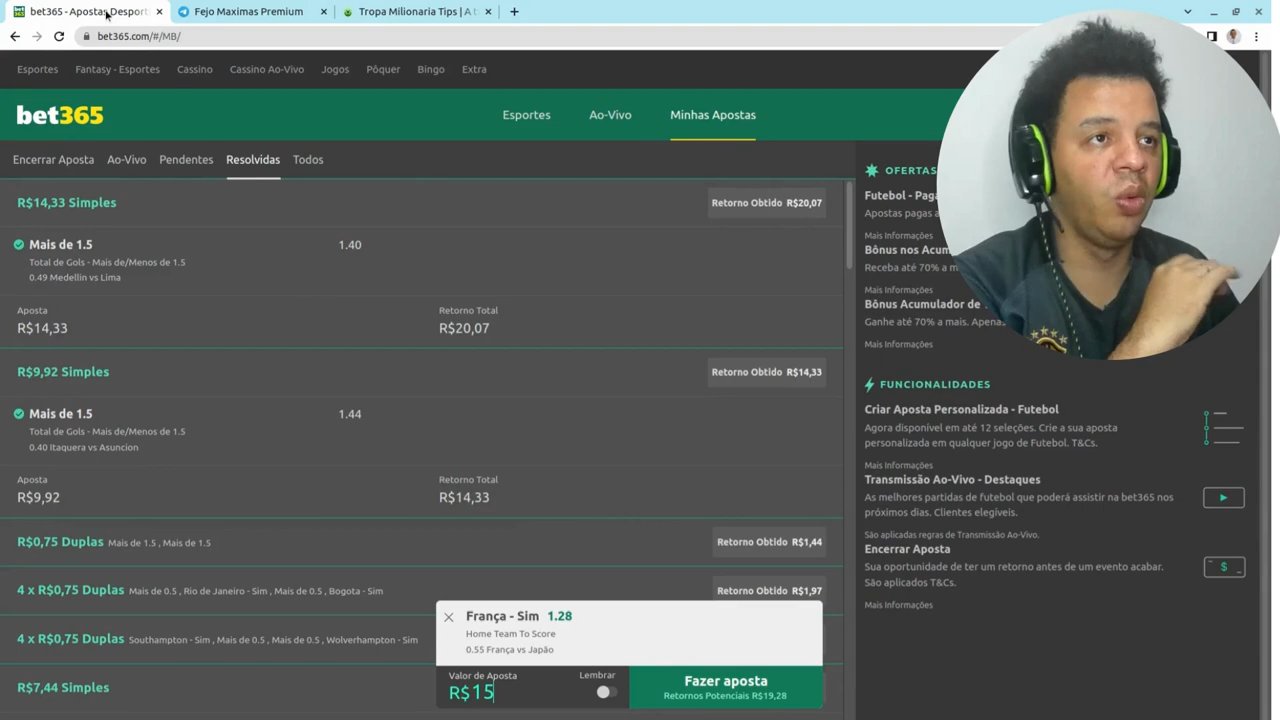 bet365 - Apostas Desport
Fejo Maximas Premium
Tropa Milionaria Tips | A t
bet365.com/#/MB/
Esportes
Fantasy - Esportes
Cassino
Cassino Ao-Vivo
Jogos
Pôquer
Bingo
Extra
bet365
Esportes
Ao-Vivo
Minhas Apostas
Encerrar Aposta
Ao-Vivo
Pendentes
Resolvidas
Todos
R$14,33 Simples
Retorno Obtido R$20,07
Mais de 1.5
1.40
Total de Gols - Mais de/Menos de 1.5
0.49 Medellin vs Lima
Aposta
Retorno Total
R$14,33
R$20,07
R$9,92 Simples
Retorno Obtido R$14,33
Mais de 1.5
1.44
Total de Gols - Mais de/Menos de 1.5
0.40 Itaquera vs Asuncion
Aposta
Retorno Total
R$9,92
R$14,33
R$0,75 Duplas Mais de 1.5 , Mais de 1.5
Retorno Obtido R$1,44
4 x R$0,75 Duplas Mais de 0.5 , Rio de Janeiro - Sim , Mais de 0.5 , Bogota - Sim
Retorno Obtido R$1,97
4 x R$0,75 Duplas Southampton - Sim , Mais de 0.5 , Mais de 0.5 , Wolverhampton - Sim
R$7,44 Simples
França - Sim 1.28
Home Team To Score
0.55 França vs Japão
Valor de Aposta
Lembrar
R$15
Fazer aposta
Retornos Potenciais R$19,28
OFERTAS
Futebol - Paga
Apostas pagas a
Mais Informações
Bônus nos Acum
Receba até 70% a m
Mais Informações
Bônus Acumulador de
Ganhe até 70% a mais. Apenas
Mais Informações
FUNCIONALIDADES
Criar Aposta Personalizada - Futebol
Agora disponível em até 12 seleções. Crie a sua aposta
personalizada em qualquer jogo de Futebol. T&Cs.
Mais Informações
Transmissão Ao-Vivo - Destaques
As melhores partidas de futebol que poderá assistir na bet365 nos
próximos dias. Clientes elegíveis.
São aplicadas regras de Transmissão Ao-Vivo.
Encerrar Aposta
Sua oportunidade de ter um retorno antes de um evento acabar.
São aplicados T&Cs.
Mais Informações